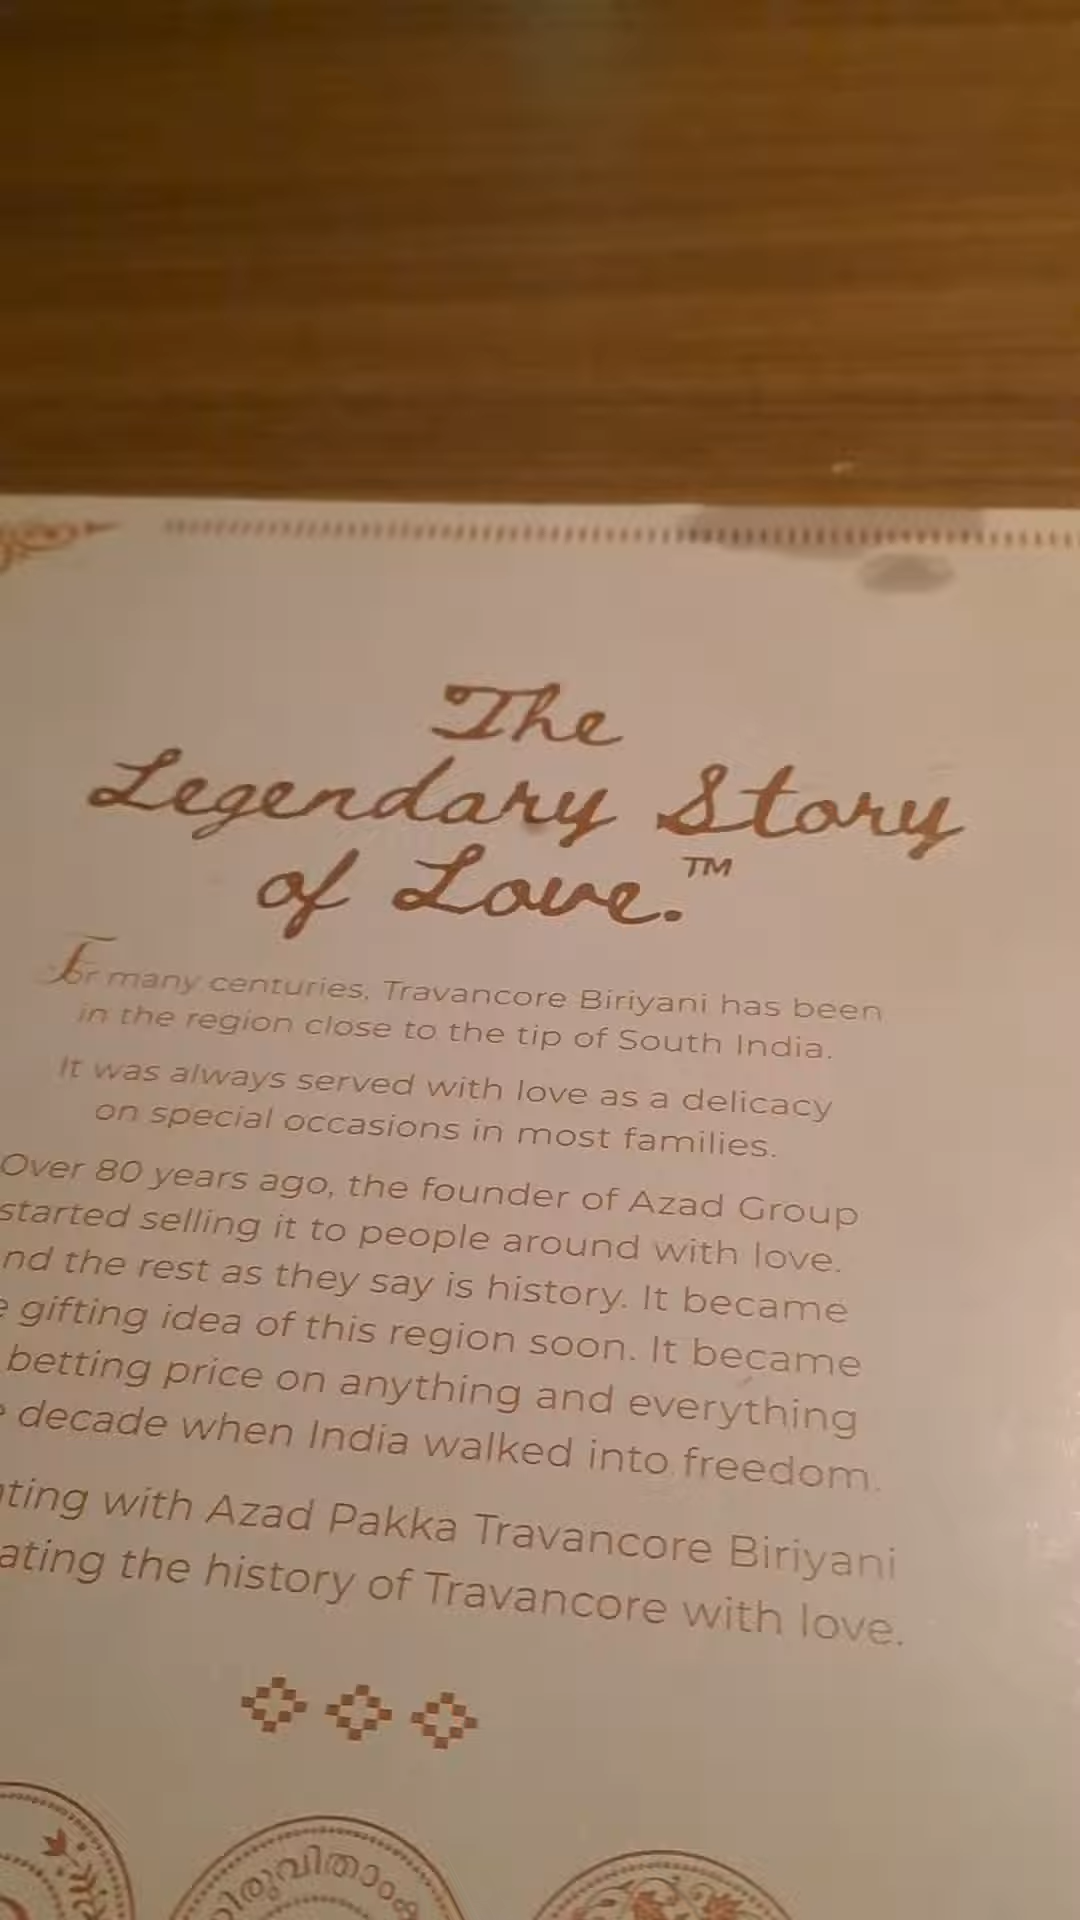 The
Legendary Story
of Love.™
For many centuries, Travancore Biriyani has been
in the region close to the tip of South India.
It was always served with love as a delicacy
on special occasions in most families.
Over 80 years ago, the founder of Azad Group
started selling it to people around with love.
nd the rest as they say is history. It became
e gifting idea of this region soon. It became
betting price on anything and everything
e decade when India walked into freedom.
ting with Azad Pakka Travancore Biriyani
ating the history of Travancore with love.